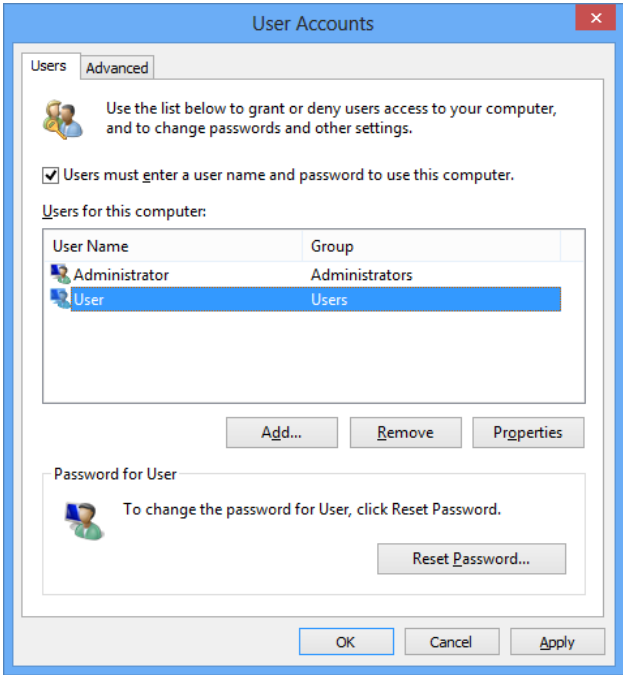 User Accounts
Users
Advanced
Use the list below to grant or deny users access to your computer,
and to change passwords and other settings.
Users must enter a user name and password to use this computer.
Users for this computer:
User Name Group
Administrator Administrators
User Users
Add... Remove Properties
Password for User
To change the password for User, click Reset Password.
Reset Password...
OK Cancel Apply